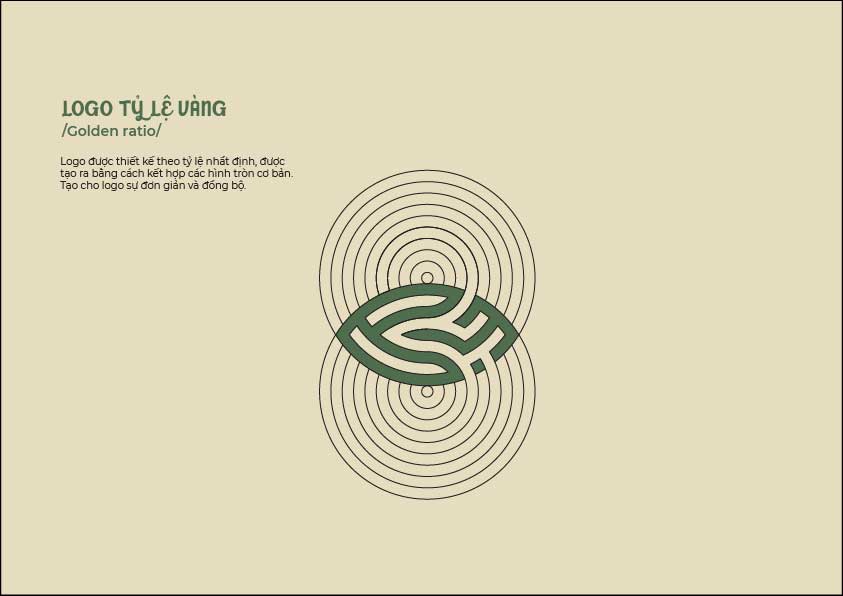 LOGO TỶ LỆ VÀNG
/Golden ratio/
Logo được thiết kế theo tỷ lệ nhất định, được
tạo ra bằng cách kết hợp các hình tròn cơ bản.
Tạo cho logo sự đơn giản và đồng bộ.